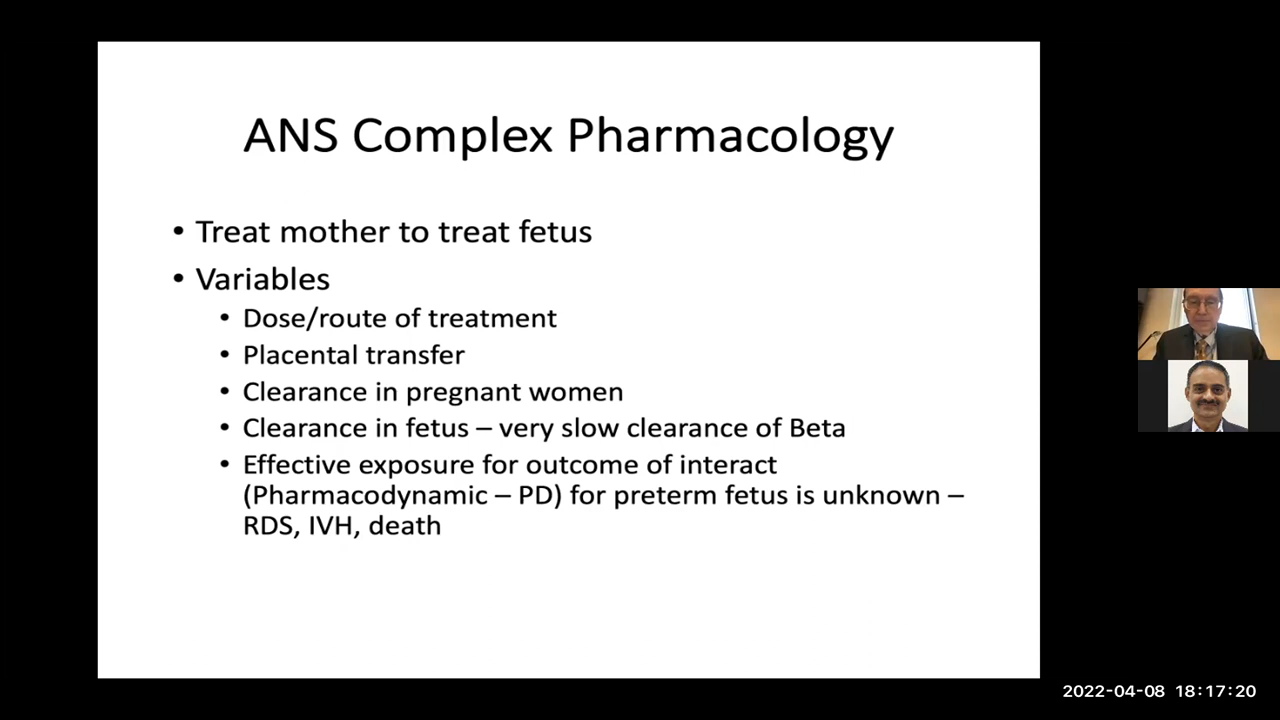 ANS Complex Pharmacology
• Treat mother to treat fetus
• Variables
• Dose/route of treatment
• Placental transfer
• Clearance in pregnant women
• Clearance in fetus – very slow clearance of Beta
• Effective exposure for outcome of interact
(Pharmacodynamic – PD) for preterm fetus is unknown –
RDS, IVH, death
2022-04-08 18:17:20